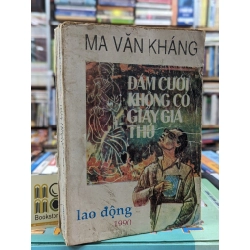 MA VĂN KHÁNG
ĐÁM CƯỚI
KHÔNG CÓ
GIẤY GIÁ
THÚ
lao động
1990